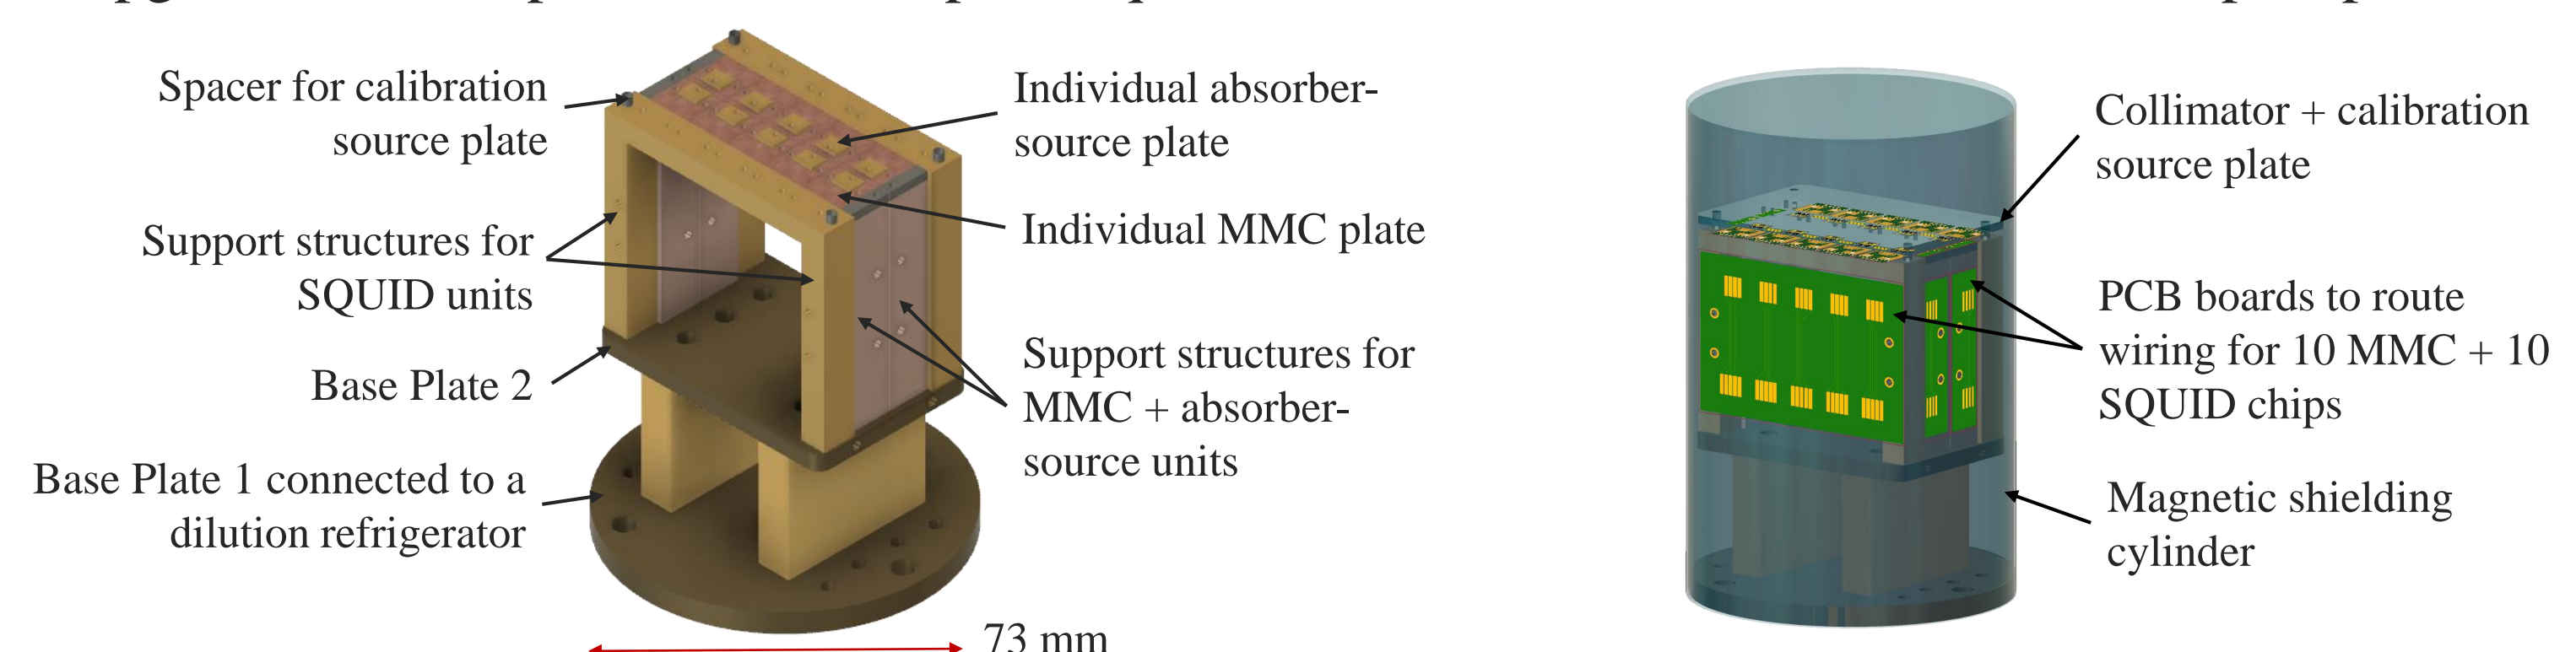 Spacer for calibration
source plate
Individual absorber-
source plate
Support structures for
SQUID units
Individual MMC plate
Base Plate 2
Support structures for
MMC + absorber-
source units
Base Plate 1 connected to a
dilution refrigerator
73 mm
Collimator + calibration
source plate
PCB boards to route
wiring for 10 MMC + 10
SQUID chips
Magnetic shielding
cylinder